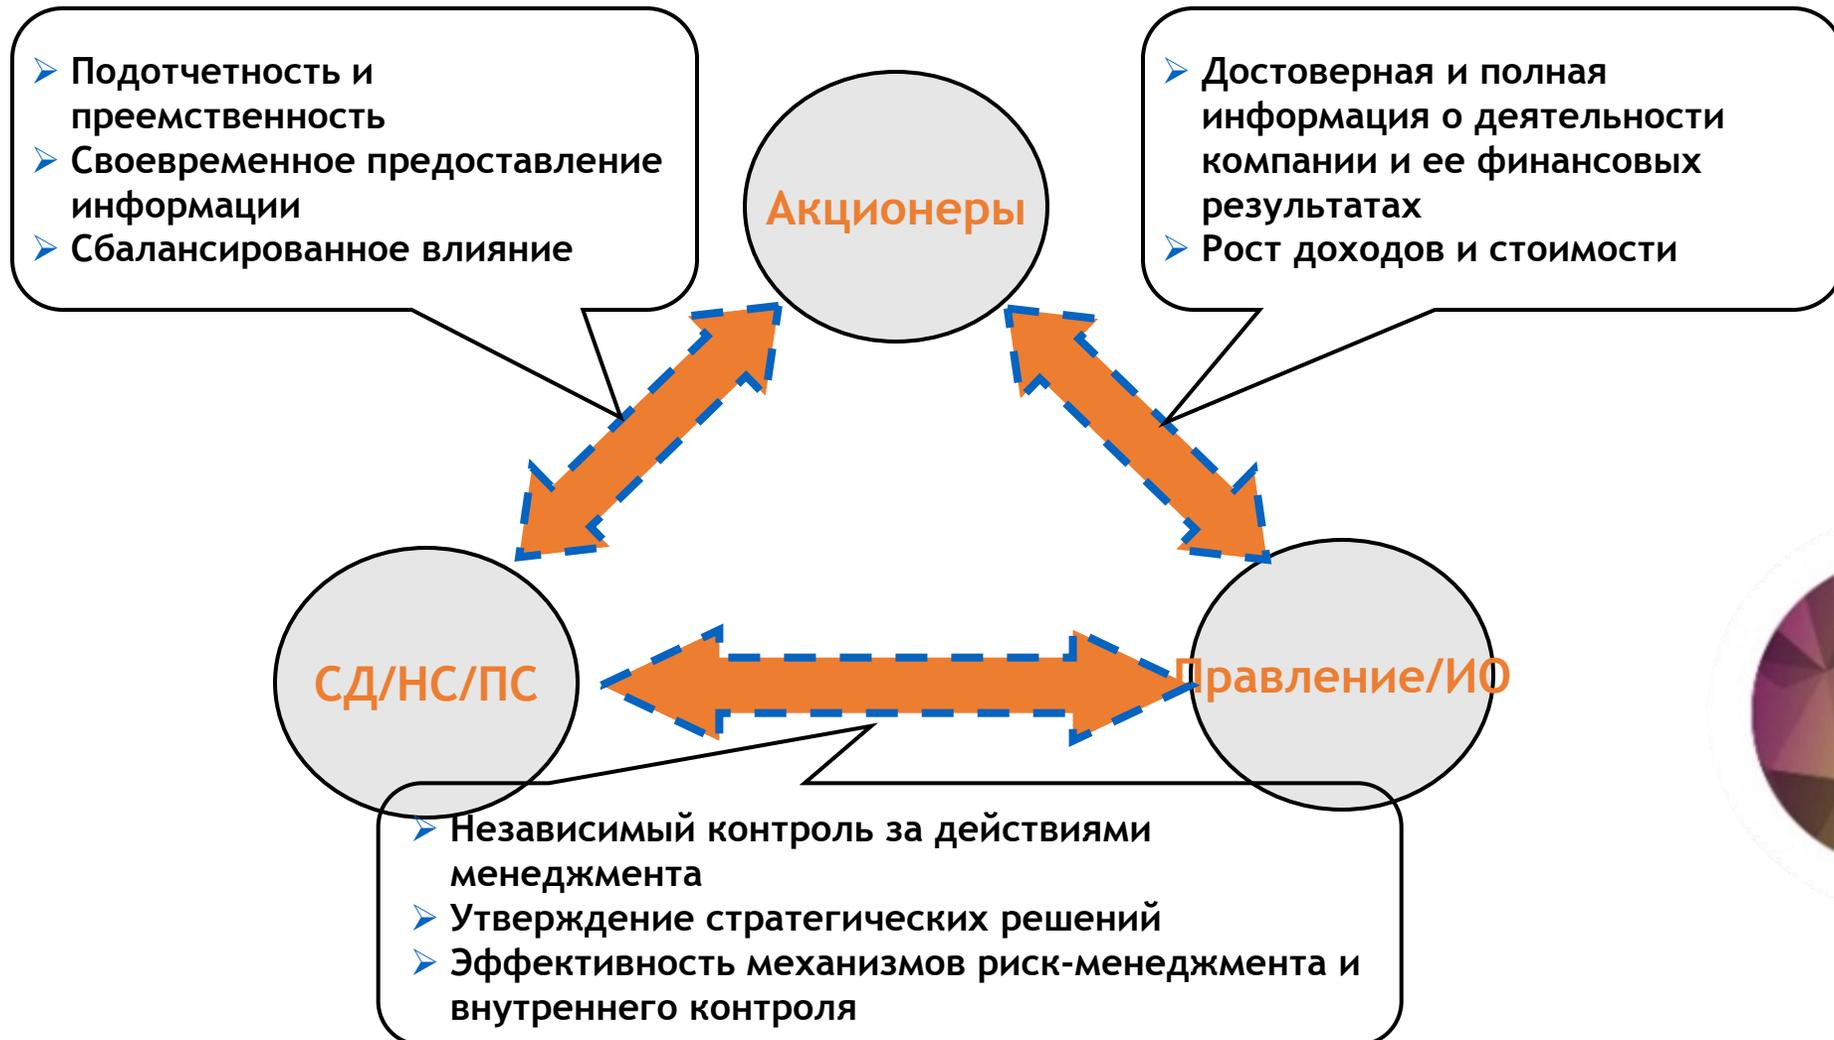 Подотчетность и
преемственность
Своевременное предоставление
информации
Сбалансированное влияние
Достоверная и полная
информация о деятельности
компании и ее финансовых
результатах
Рост доходов и стоимости
Акционеры
СД/НС/ПС
Правление/ИО
Независимый контроль за действиями
менеджмента
Утверждение стратегических решений
Эффективность механизмов риск-менеджмента и
внутреннего контроля